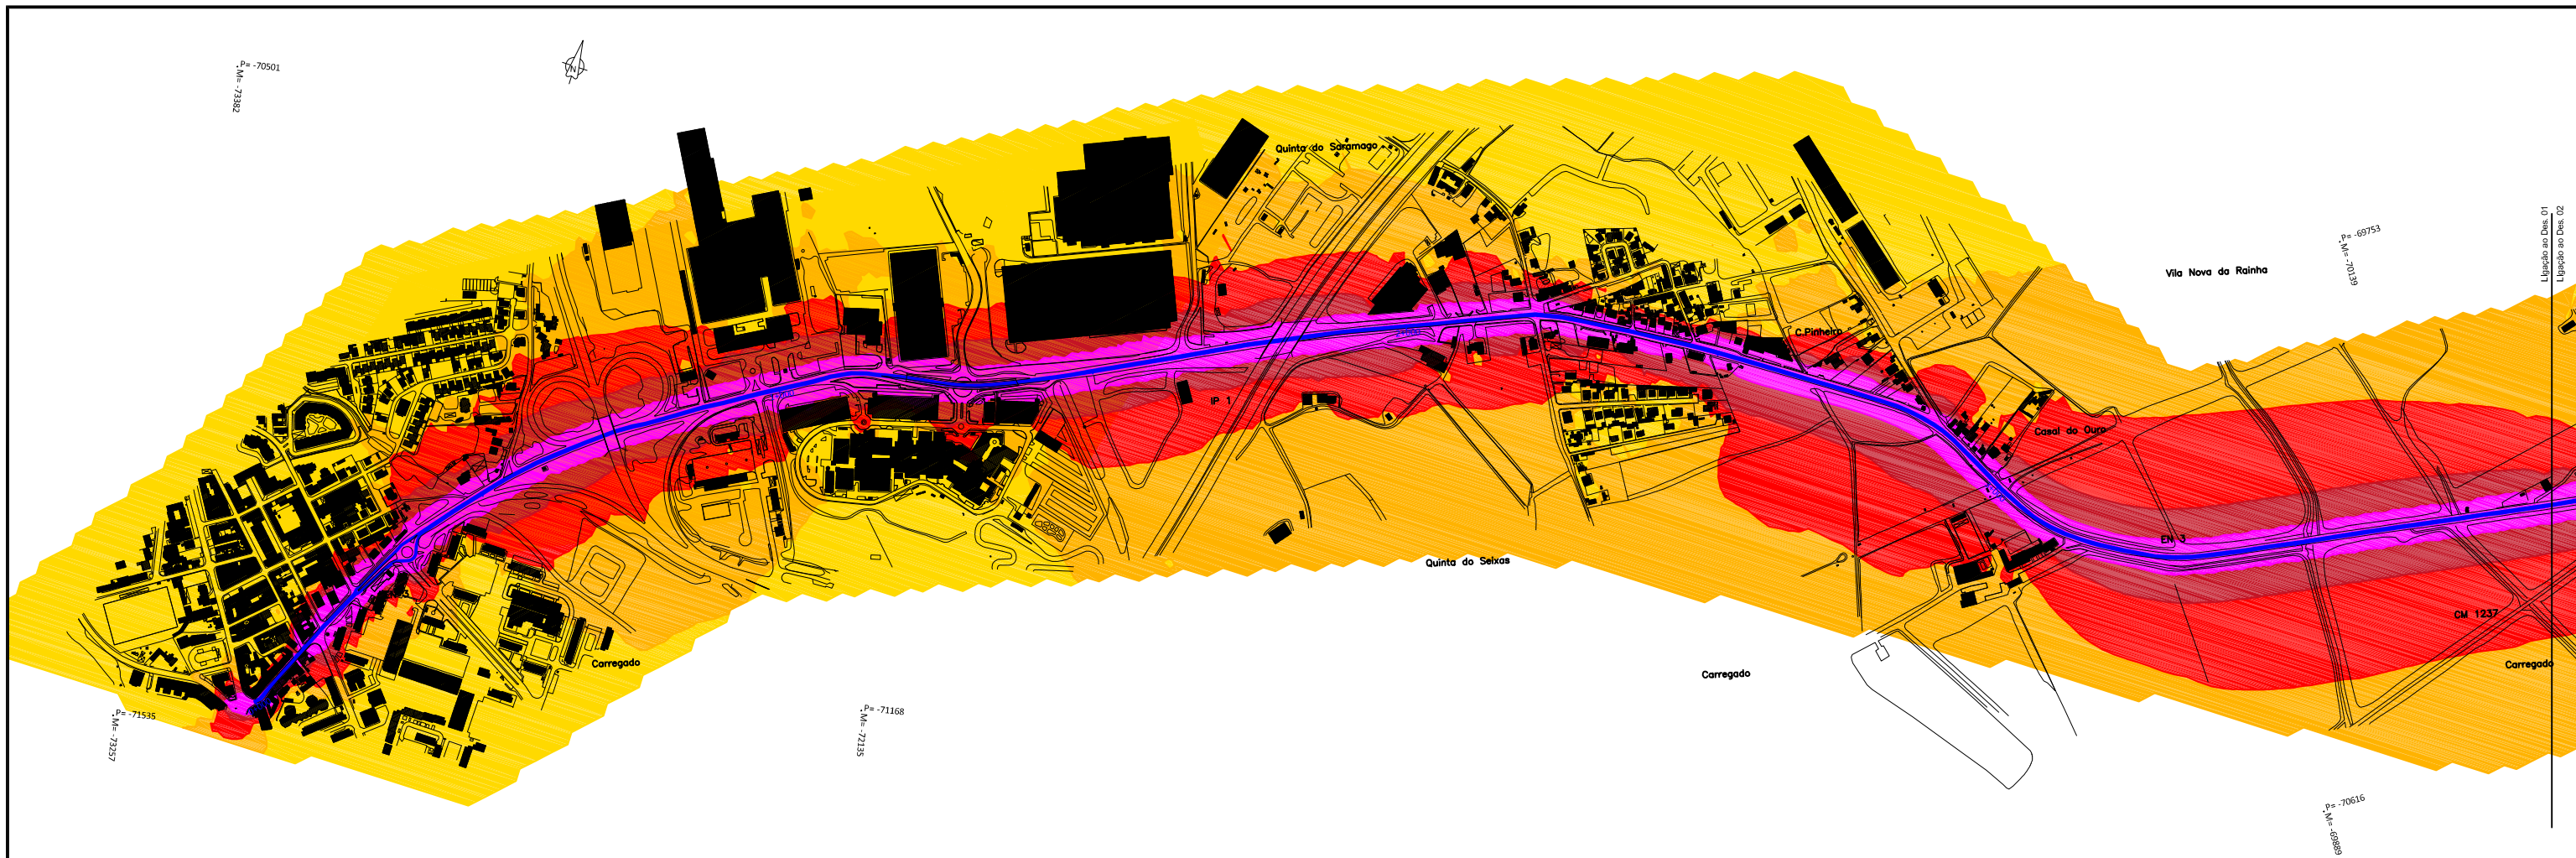 P= -70501
M= -73382
N
Quinta do Saramago
Ligação ao Des. 01
Ligação ao Des. 02
P= -69753
M= -70139
Vila Nova da Rainha
C.Pinheiro
IP 1
Casal do Ouro
EN 3
Quinta do Seixas
CM 1237
Carregado
Carregado
Carregado
P= -71535
M= -73257
P= -71168
M= -72135
P= -70616
M= -69889